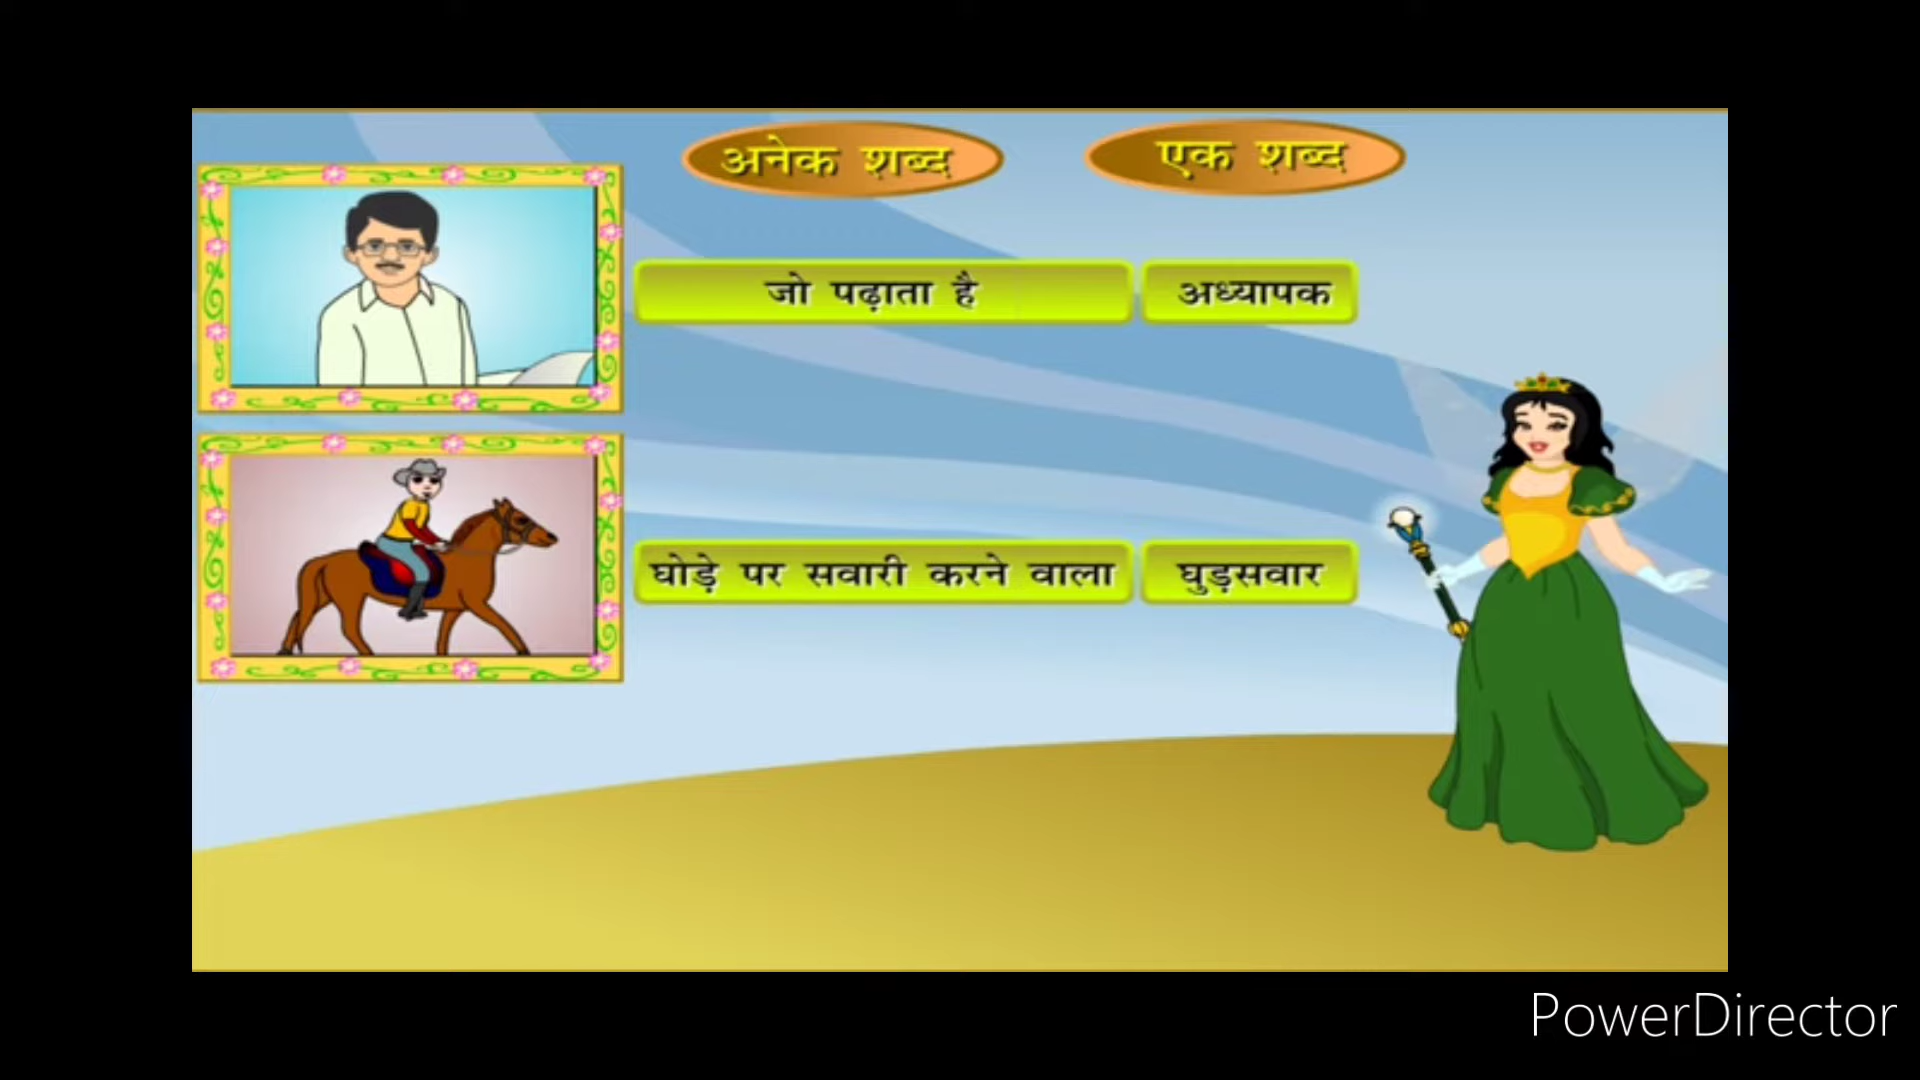 अनेक शब्द एक शब्द
जो पढ़ाता है अध्यापक
घोड़े पर सवारी करने वाला घुड़सवार
PowerDirector